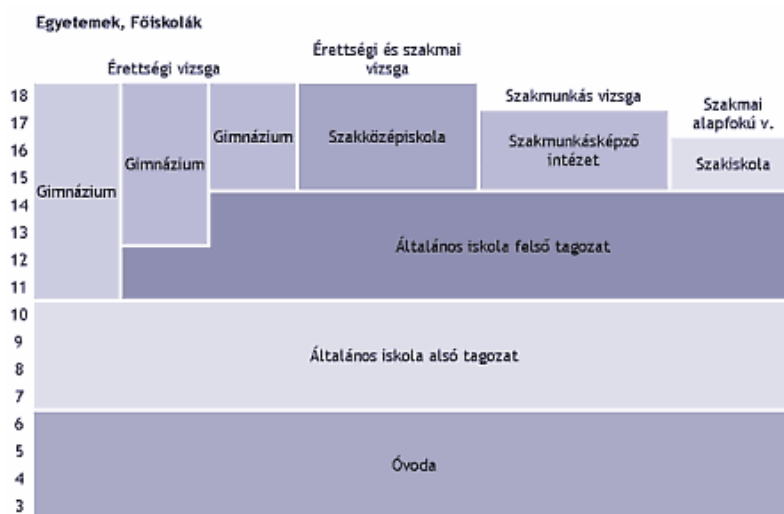 Egyetemek, Főiskolák
Érettségi vizsga
Érettségi és szakmai
vizsga
Szakmunkás vizsga
Szakmai
alapfokú v.
18
17
16
15
14
13
12
11
10
9
8
7
6
5
4
3
Gimnázium
Gimnázium
Gimnázium
Szakközépiskola
Szakmunkásképző
intézet
Szakiskola
Általános iskola felső tagozat
Általános iskola alsó tagozat
Óvoda